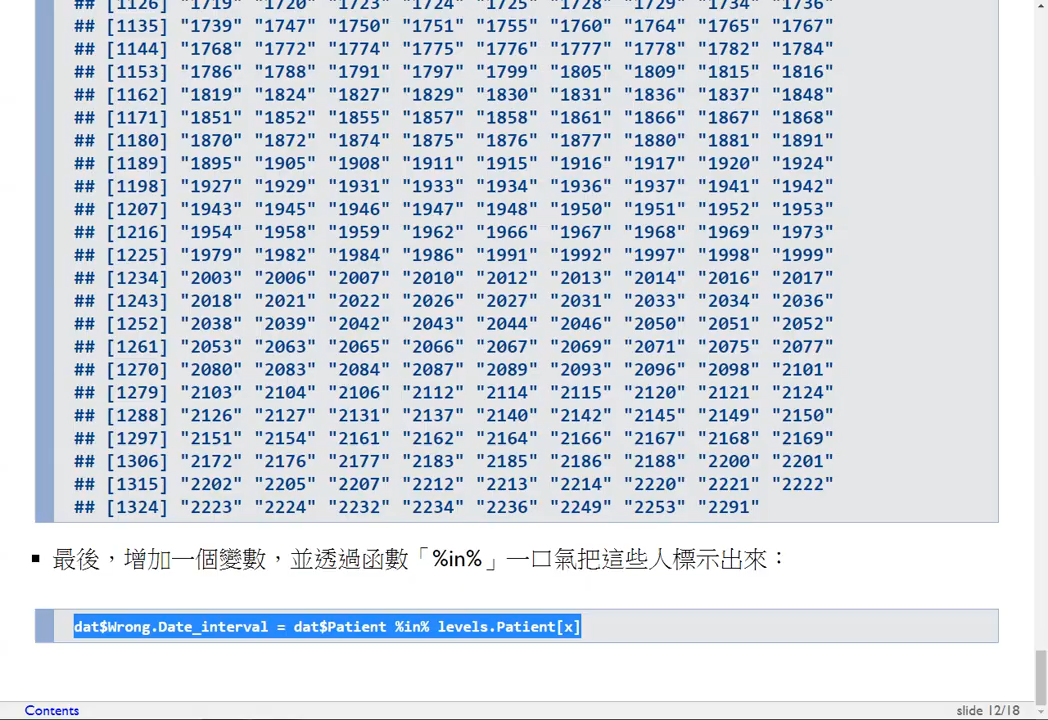 ## [1126] "1719" "1720" "1723" "1724" "1725" "1728" "1729" "1734" "1736"
## [1135] "1739" "1747" "1750" "1751" "1755" "1760" "1764" "1765" "1767"
## [1144] "1768" "1772" "1774" "1775" "1776" "1777" "1778" "1782" "1784"
## [1153] "1786" "1788" "1791" "1797" "1799" "1805" "1809" "1815" "1816"
## [1162] "1819" "1824" "1827" "1829" "1830" "1831" "1836" "1837" "1848"
## [1171] "1851" "1852" "1855" "1857" "1858" "1861" "1866" "1867" "1868"
## [1180] "1870" "1872" "1874" "1875" "1876" "1877" "1880" "1881" "1891"
## [1189] "1895" "1905" "1908" "1911" "1915" "1916" "1917" "1920" "1924"
## [1198] "1927" "1929" "1931" "1933" "1934" "1936" "1937" "1941" "1942"
## [1207] "1943" "1945" "1946" "1947" "1948" "1950" "1951" "1952" "1953"
## [1216] "1954" "1958" "1959" "1962" "1966" "1967" "1968" "1969" "1973"
## [1225] "1979" "1982" "1984" "1986" "1991" "1992" "1997" "1998" "1999"
## [1234] "2003" "2006" "2007" "2010" "2012" "2013" "2014" "2016" "2017"
## [1243] "2018" "2021" "2022" "2026" "2027" "2031" "2033" "2034" "2036"
## [1252] "2038" "2039" "2042" "2043" "2044" "2046" "2050" "2051" "2052"
## [1261] "2053" "2063" "2065" "2066" "2067" "2069" "2071" "2075" "2077"
## [1270] "2080" "2083" "2084" "2087" "2089" "2093" "2096" "2098" "2101"
## [1279] "2103" "2104" "2106" "2112" "2114" "2115" "2120" "2121" "2124"
## [1288] "2126" "2127" "2131" "2137" "2140" "2142" "2145" "2149" "2150"
## [1297] "2151" "2154" "2161" "2162" "2164" "2166" "2167" "2168" "2169"
## [1306] "2172" "2176" "2177" "2183" "2185" "2186" "2188" "2200" "2201"
## [1315] "2202" "2205" "2207" "2212" "2213" "2214" "2220" "2221" "2222"
## [1324] "2223" "2224" "2232" "2234" "2236" "2249" "2253" "2291"
▪ 最後，增加一個變數，並透過函數「%in%」一口氣把這些人標示出來：
dat$Wrong.Date_interval = dat$Patient %in% levels.Patient[x]
Contents
slide 12/18